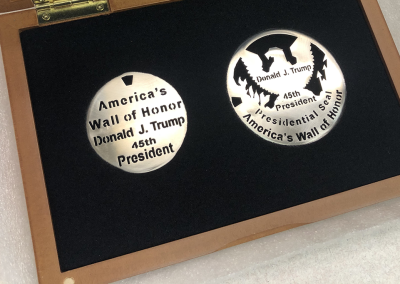 America's
Wall of Honor
Donald J. Trump
45th
President
Donald J. Trump
45th
President
Presidential Seal
America's Wall of Honor